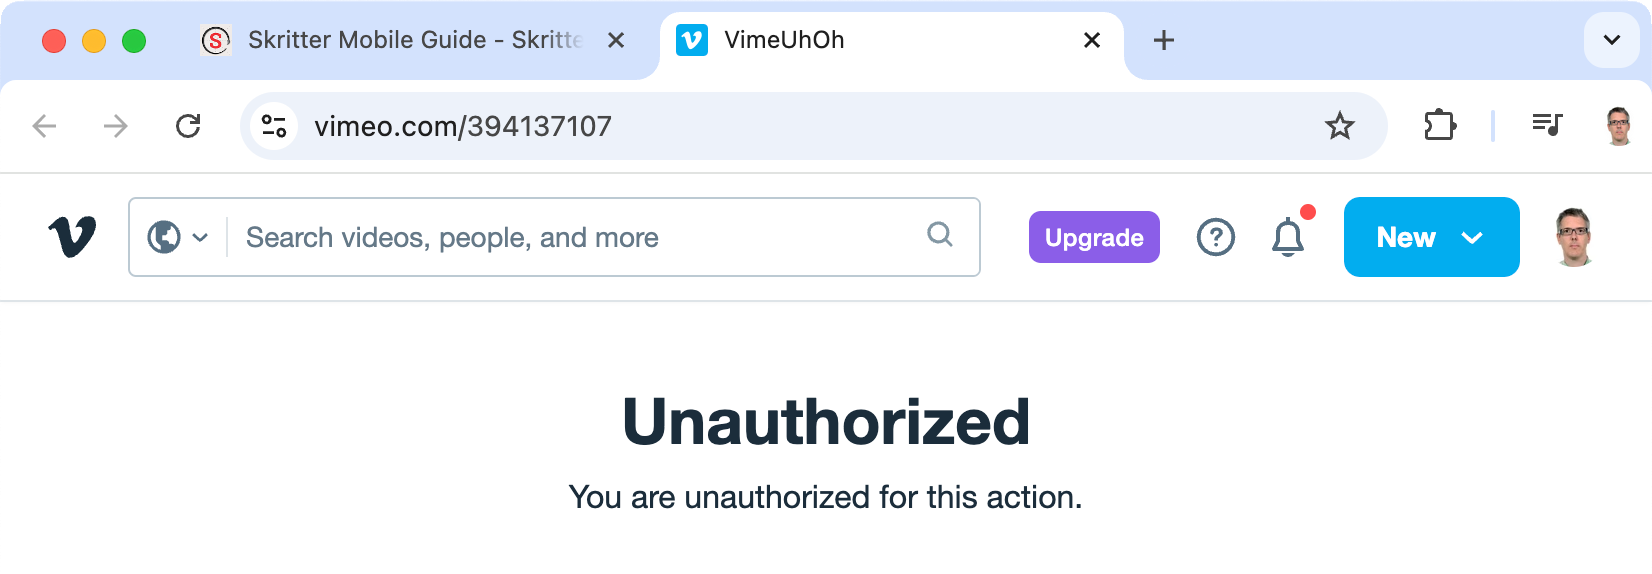 Skritter Mobile Guide - Skritte
VimeUhOh
vimeo.com/394137107
Search videos, people, and more
Upgrade
New
Unauthorized
You are unauthorized for this action.